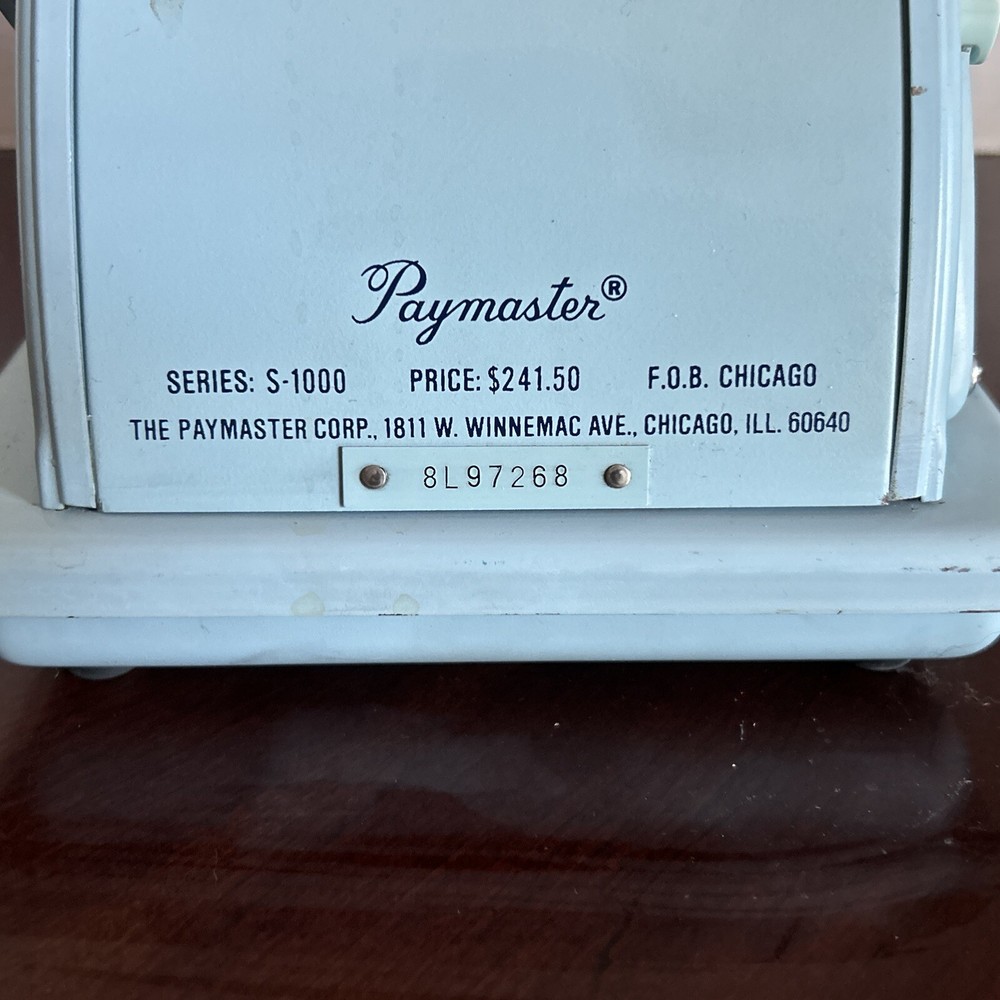 Paymaster®
SERIES: S-1000 PRICE: $241.50 F.O.B. CHICAGO
THE PAYMASTER CORP., 1811 W. WINNEMAC AVE., CHICAGO, ILL. 60640
8L97268